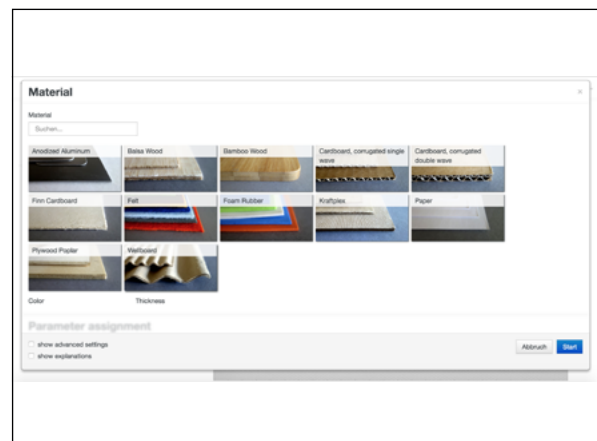 Material
×
Material
Suchen...
Anodized Aluminum
Balsa Wood
Bamboo Wood
Cardboard, corrugated single
wave
Cardboard, corrugated
double wave
Finn Cardboard
Felt
Foam Rubber
Kraftplex
Paper
Plywood Poplar
Wellboard
Color
Thickness
Parameter assignment
show advanced settings
show explanations
Abbruch
Start